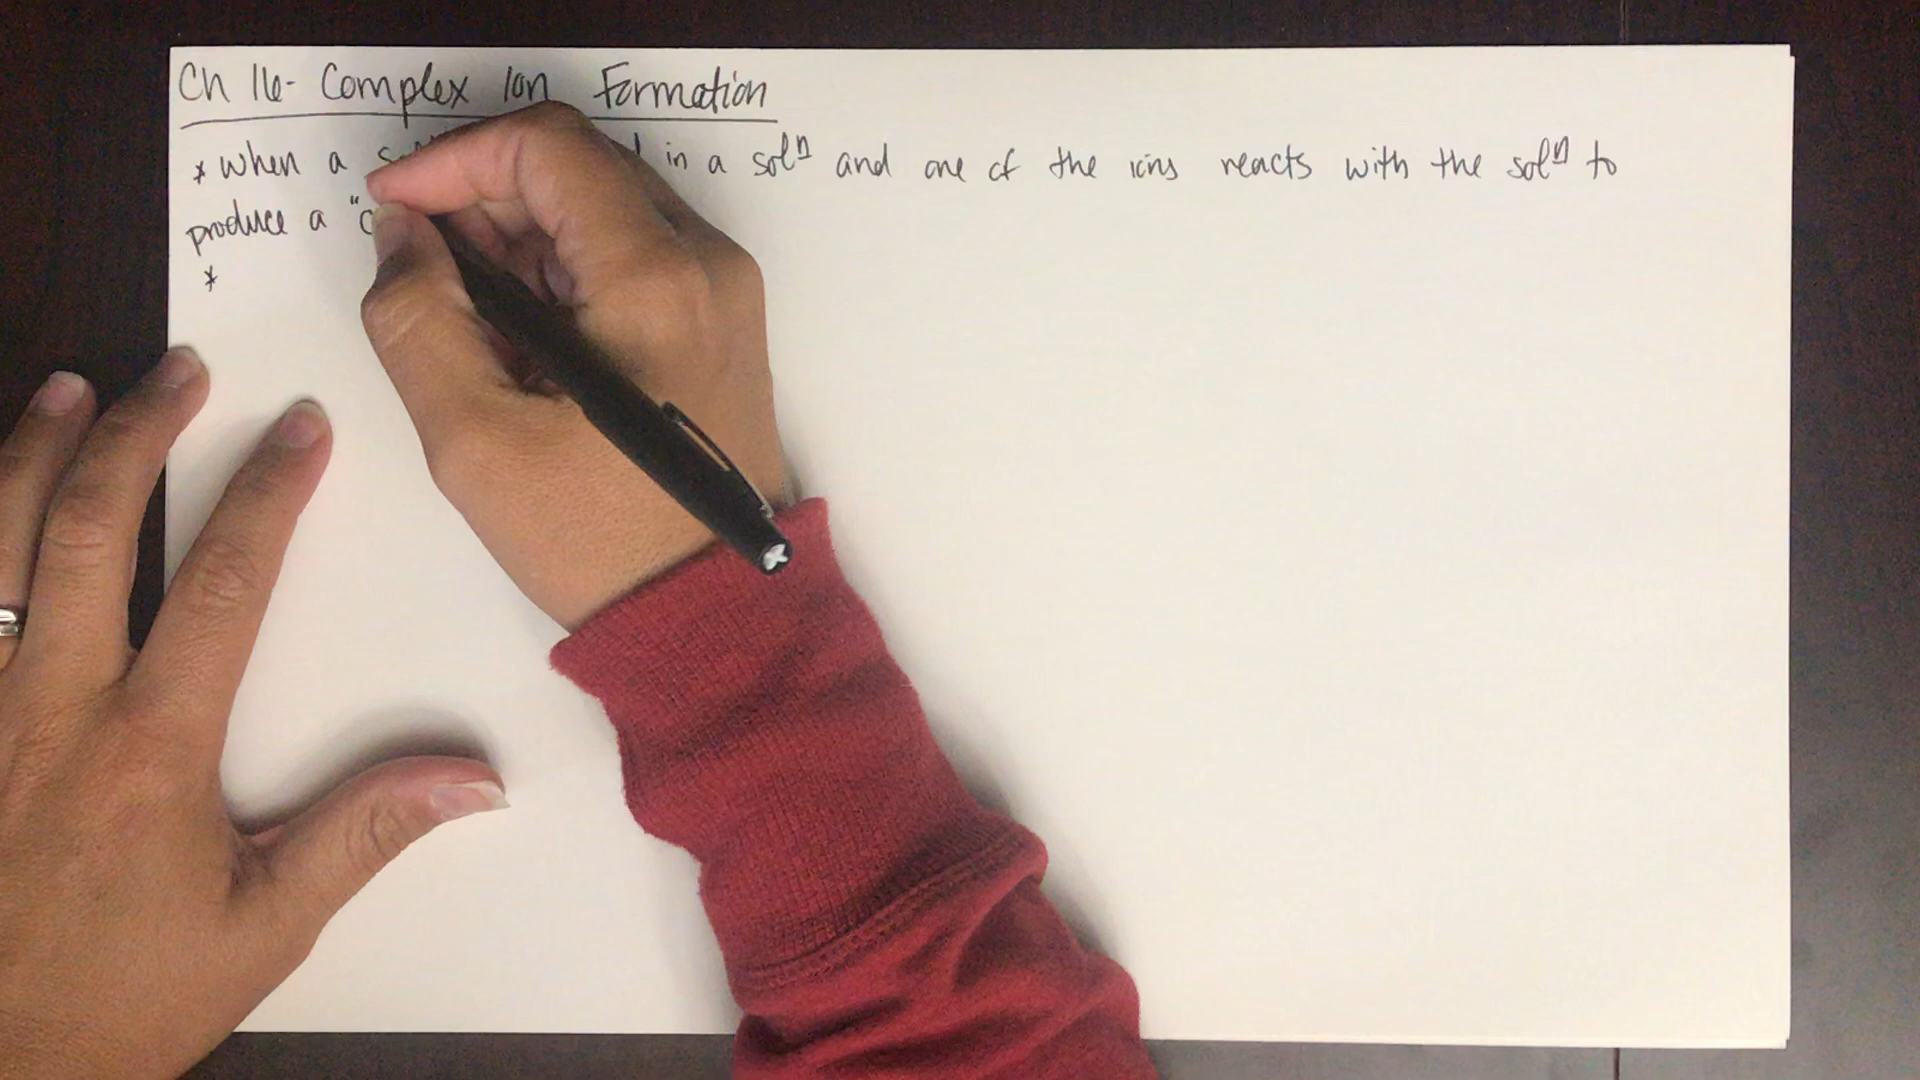 Ch 16- Complex Ion Formation
* When a in a solⁿ and one of the ions reacts with the solⁿ to
produce a "c
*